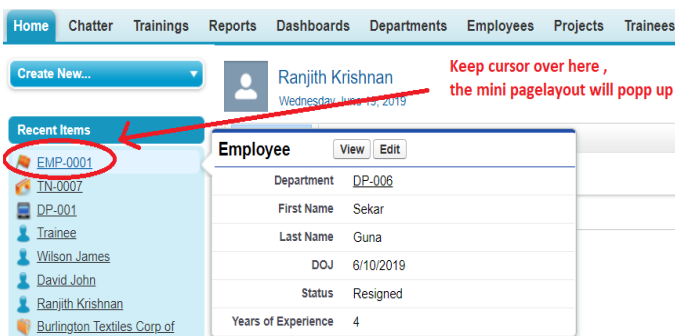 Home Chatter Trainings Reports Dashboards Departments Employees Projects Trainees
Create New...
Ranjith Krishnan
Wednesday June 19, 2019
Keep cursor over here ,
the mini pagelayout will popp up
Recent Items
EMP-0001
TN-0007
DP-001
Trainee
Wilson James
David John
Ranjith Krishnan
Burlington Textiles Corp of
Employee View Edit
Department DP-006
First Name Sekar
Last Name Guna
DOJ 6/10/2019
Status Resigned
Years of Experience 4